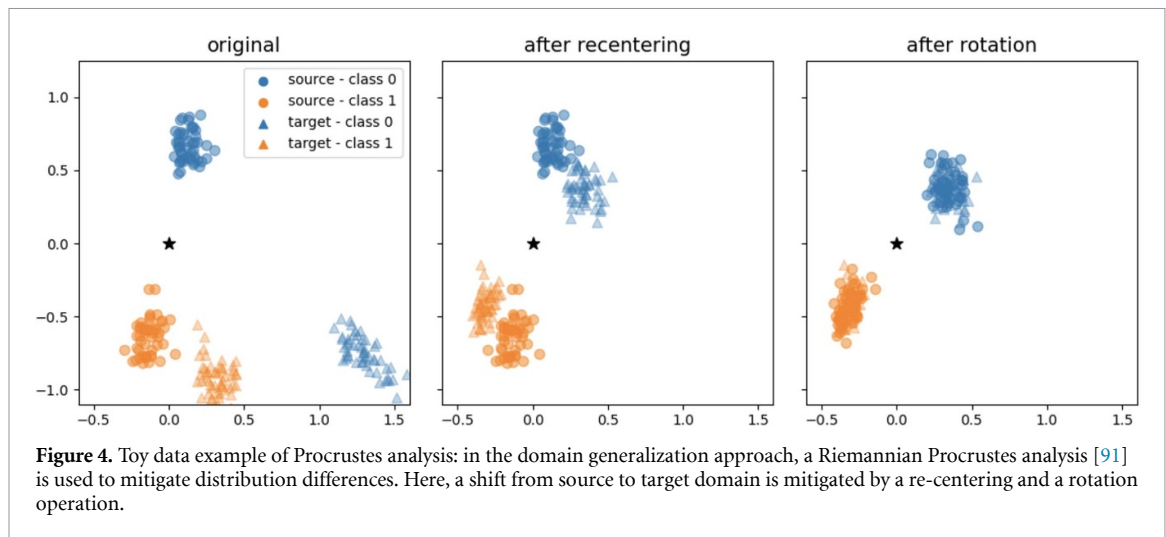 original
after recentering
after rotation
source - class 0
source - class 1
target - class 0
target - class 1
1.0
0.5
0.0
−0.5
−1.0
−0.5 0.0 0.5 1.0 1.5
−0.5 0.0 0.5 1.0 1.5
−0.5 0.0 0.5 1.0 1.5
Figure 4. Toy data example of Procrustes analysis: in the domain generalization approach, a Riemannian Procrustes analysis [91]
is used to mitigate distribution differences. Here, a shift from source to target domain is mitigated by a re-centering and a rotation
operation.